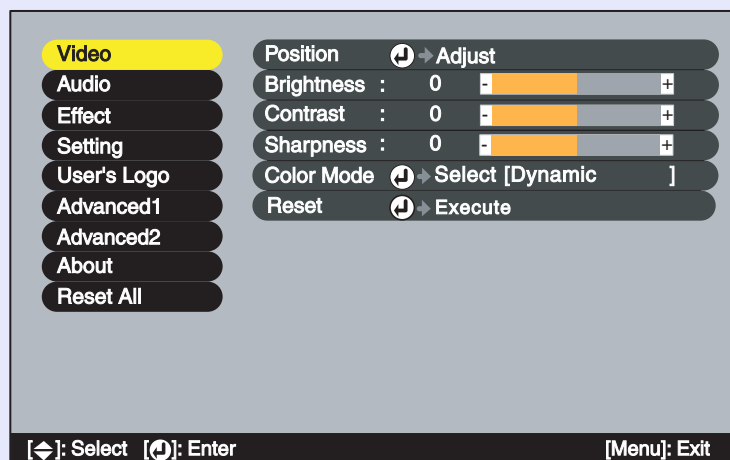 Video
Audio
Effect
Setting
User's Logo
Advanced1
Advanced2
About
Reset All
Position Adjust
Brightness : 0 - +
Contrast : 0 - +
Sharpness : 0 - +
Color Mode Select [Dynamic ]
Reset Execute
[ ]: Select [ ]: Enter [Menu]: Exit